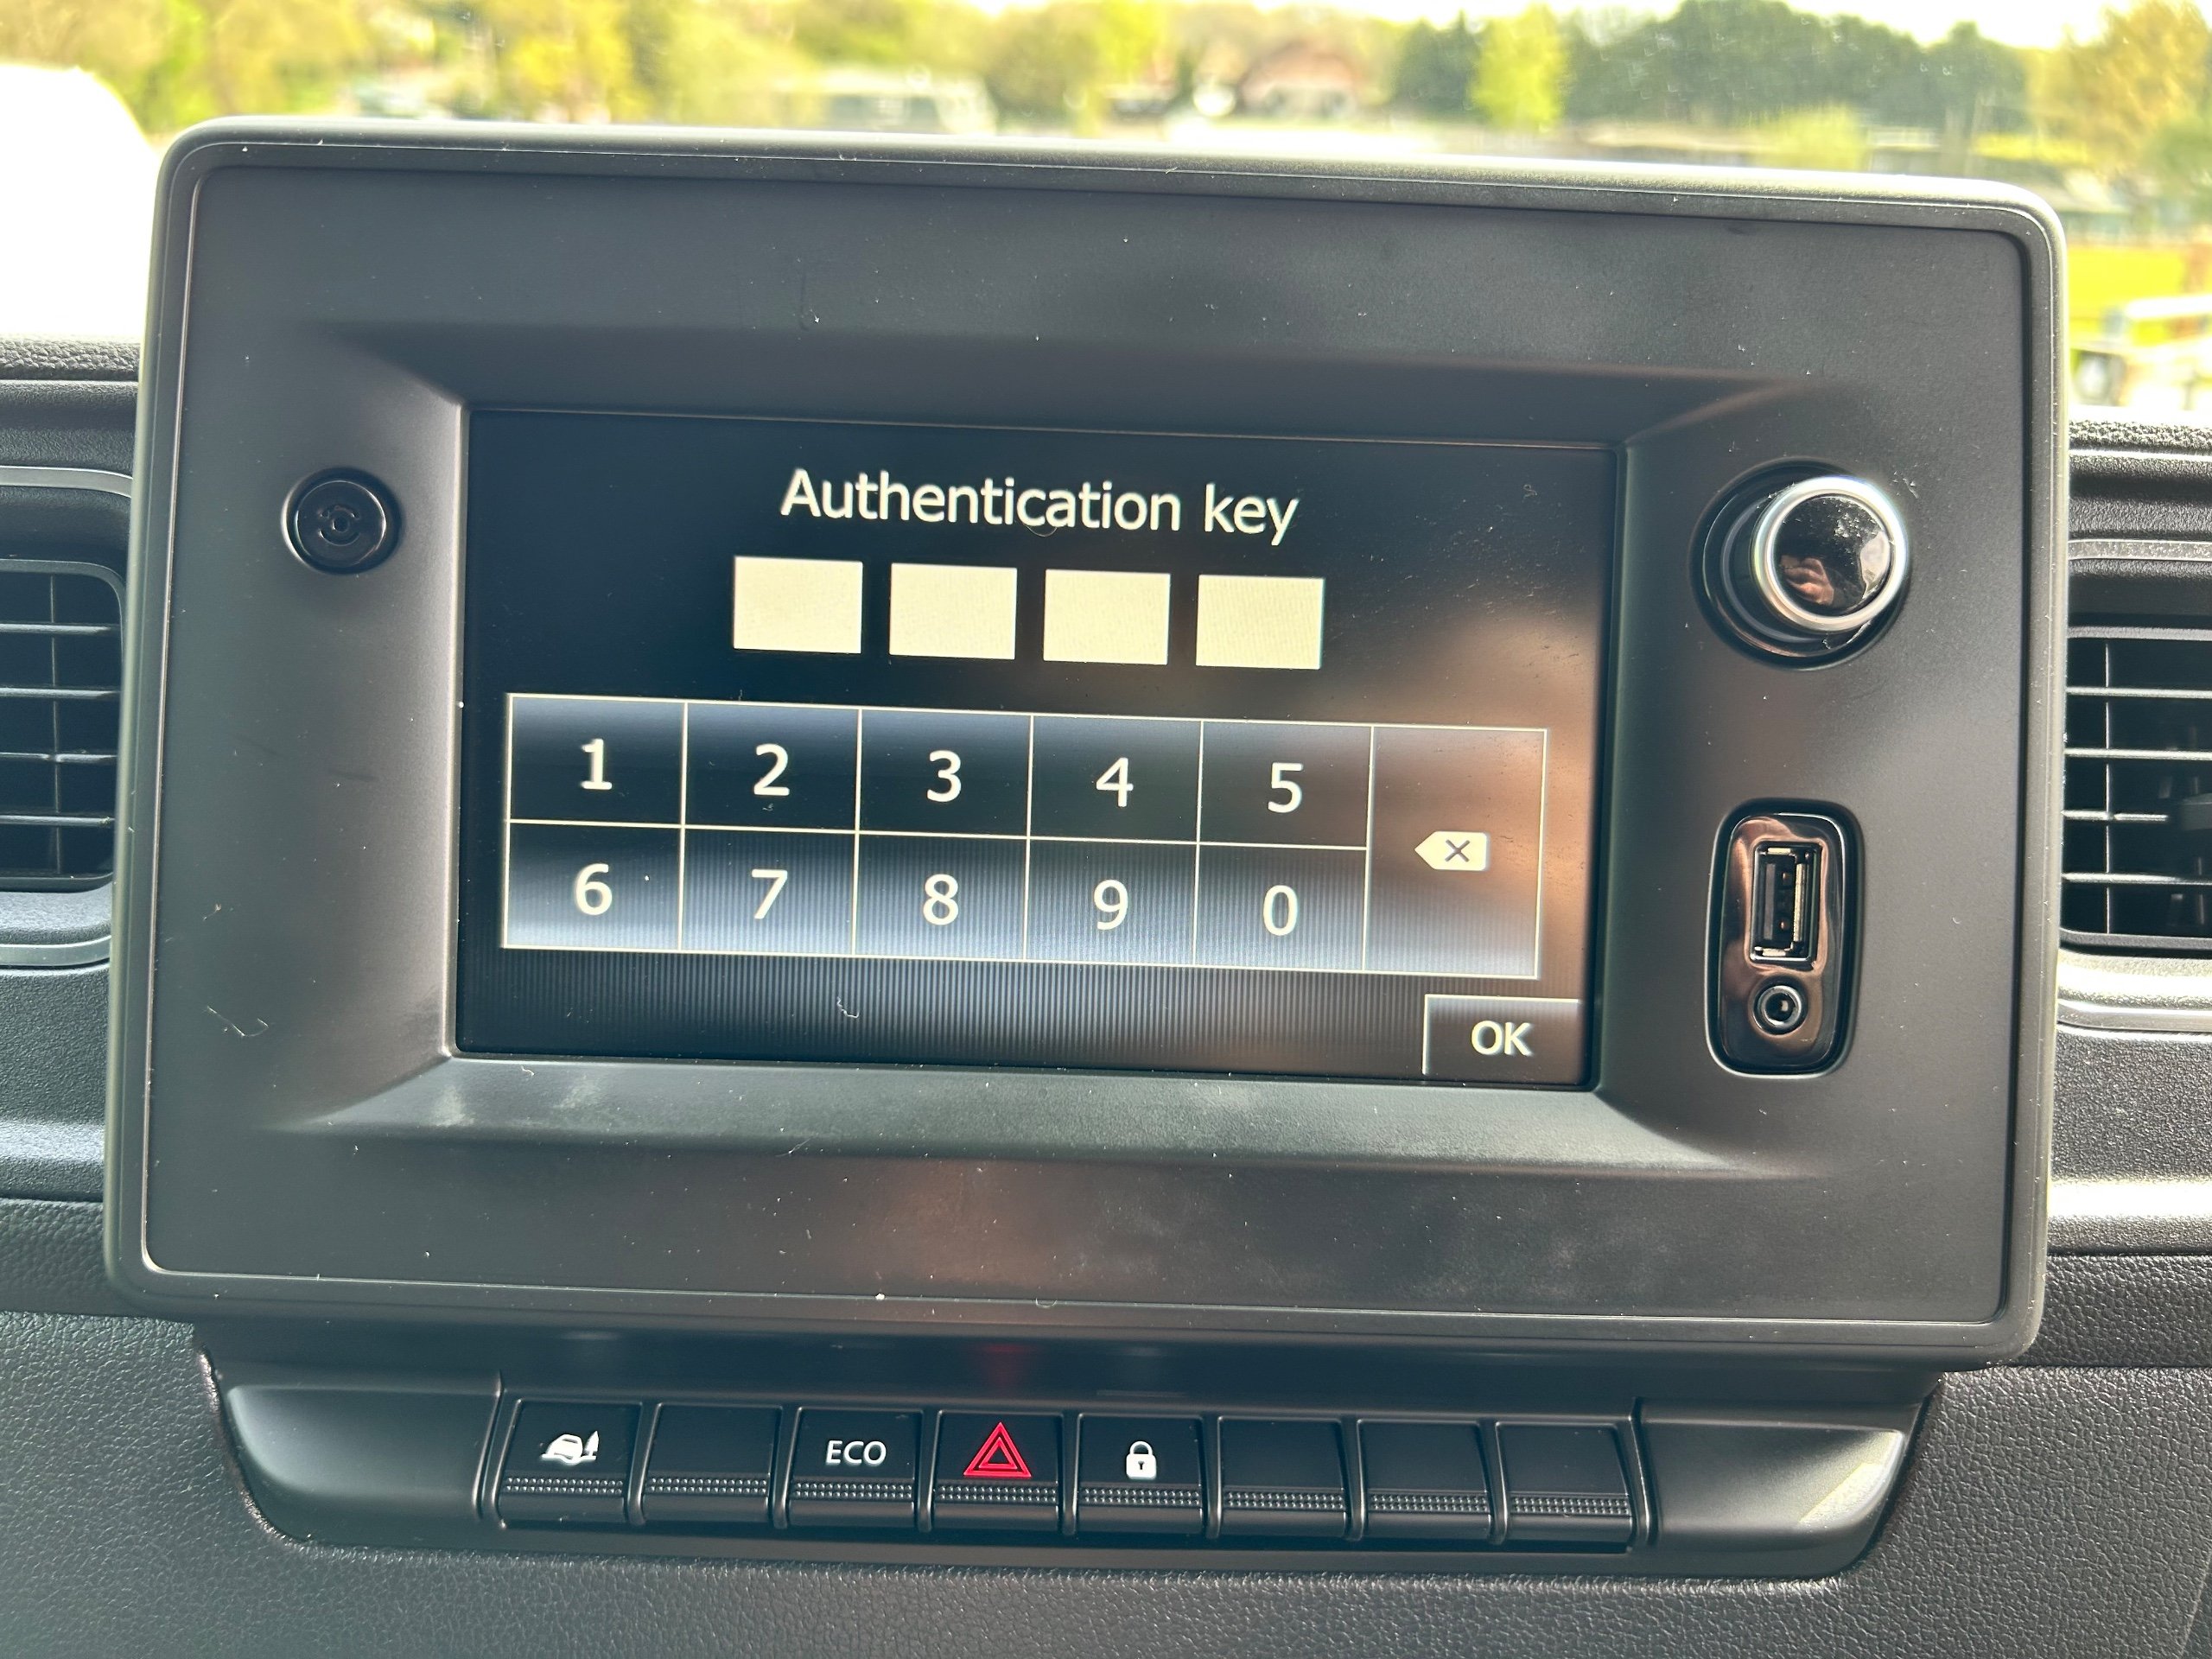 Authentication key
1 2 3 4 5
6 7 8 9 0
OK
ECO